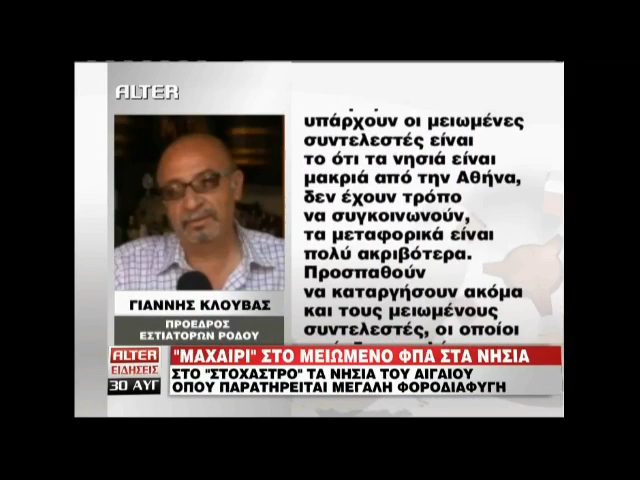 ALTER
υπάρχουν οι μειωμένες
συντελεστές είναι
το ότι τα νησιά είναι
μακριά από την Αθήνα,
δεν έχουν τρόπο
να συγκοινωνούν,
τα μεταφορικά είναι
πολύ ακριβότερα.
Προσπαθούν
να καταργήσουν ακόμα
και τους μειωμένους
συντελεστές, οι οποίοι
ΓΙΑΝΝΗΣ ΚΛΟΥΒΑΣ
ΠΡΟΕΔΡΟΣ
ΕΣΤΙΑΤΟΡΩΝ ΡΟΔΟΥ
ALTER
ΕΙΔΗΣΕΙΣ
30 ΑΥΓ
"ΜΑΧΑΙΡΙ" ΣΤΟ ΜΕΙΩΜΕΝΟ ΦΠΑ ΣΤΑ ΝΗΣΙΑ
ΣΤΟ "ΣΤΟΧΑΣΤΡΟ" ΤΑ ΝΗΣΙΑ ΤΟΥ ΑΙΓΑΙΟΥ
ΟΠΟΥ ΠΑΡΑΤΗΡΕΙΤΑΙ ΜΕΓΑΛΗ ΦΟΡΟΔΙΑΦΥΓΗ